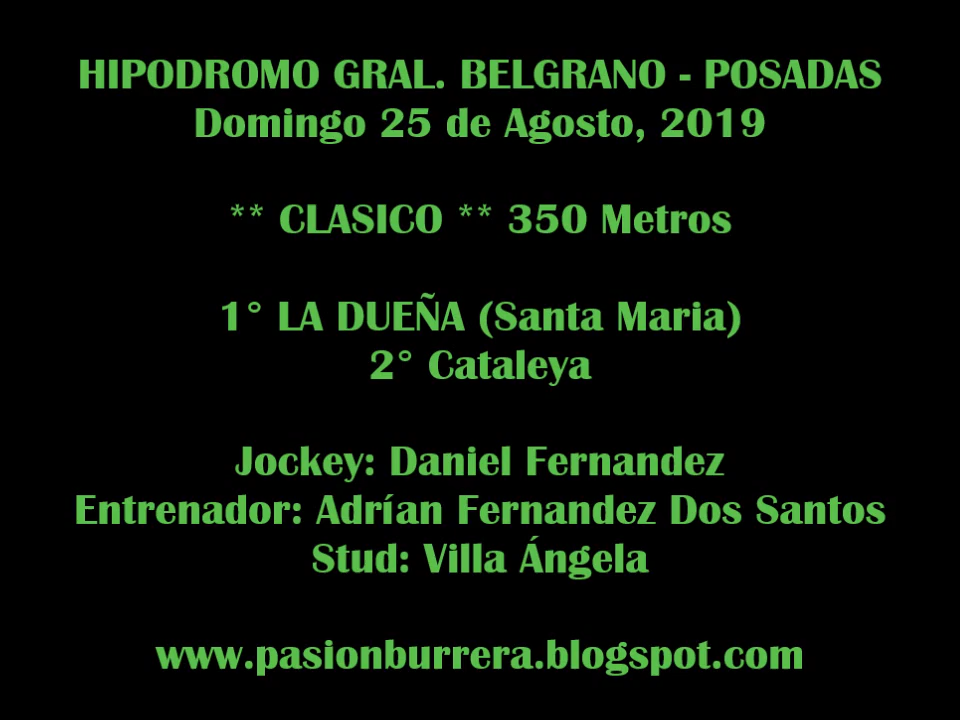 HIPODROMO GRAL. BELGRANO - POSADAS
Domingo 25 de Agosto, 2019
** CLASICO ** 350 Metros
1° LA DUEÑA (Santa Maria)
2° Cataleya
Jockey: Daniel Fernandez
Entrenador: Adrían Fernandez Dos Santos
Stud: Villa Ángela
www.pasionburrera.blogspot.com